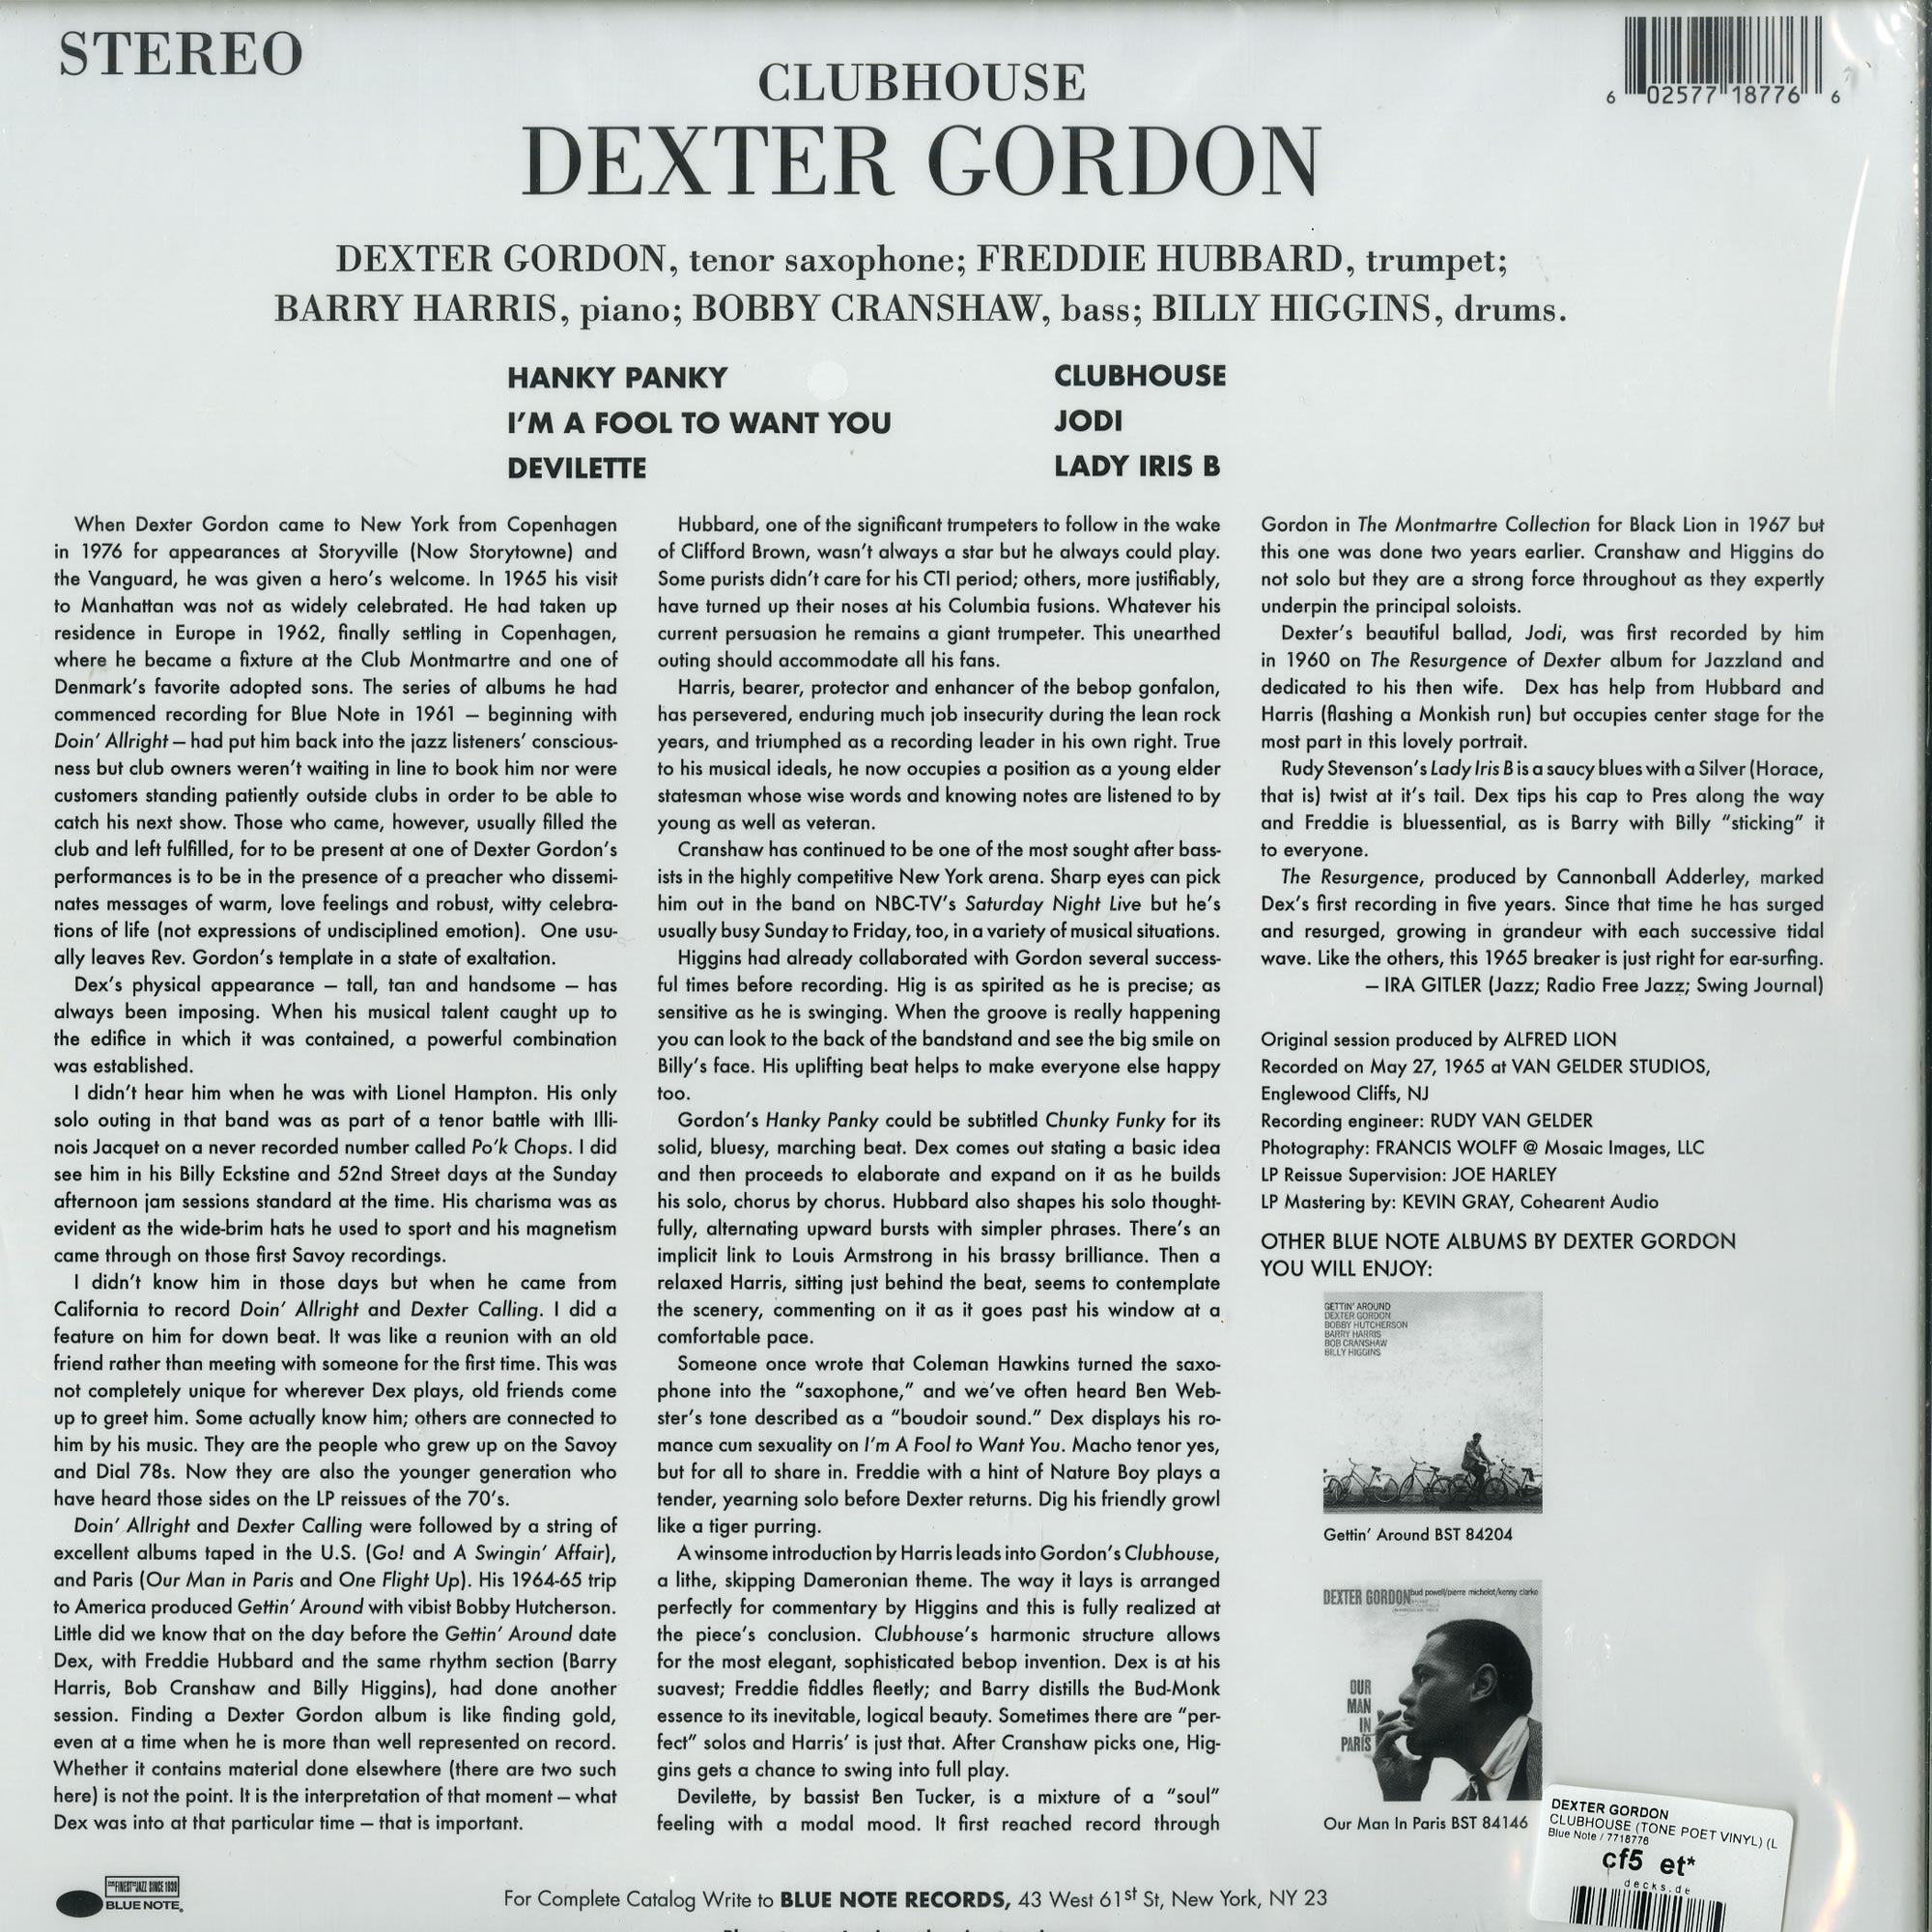 STEREO
CLUBHOUSE
DEXTER GORDON
6 02577 18776 6
DEXTER GORDON, tenor saxophone; FREDDIE HUBBARD, trumpet;
BARRY HARRIS, piano; BOBBY CRANSHAW, bass; BILLY HIGGINS, drums.
HANKY PANKY
I'M A FOOL TO WANT YOU
DEVILETTE
CLUBHOUSE
JODI
LADY IRIS B
When Dexter Gordon came to New York from Copenhagen
in 1976 for appearances at Storyville (Now Storytowne) and
the Vanguard, he was given a hero's welcome. In 1965 his visit
to Manhattan was not as widely celebrated. He had taken up
residence in Europe in 1962, finally settling in Copenhagen,
where he became a fixture at the Club Montmartre and one of
Denmark's favorite adopted sons. The series of albums he had
commenced recording for Blue Note in 1961 – beginning with
Doin' Allright – had put him back into the jazz listeners' conscious-
ness but club owners weren't waiting in line to book him nor were
customers standing patiently outside clubs in order to be able to
catch his next show. Those who came, however, usually filled the
club and left fulfilled, for to be present at one of Dexter Gordon's
performances is to be in the presence of a preacher who dissemi-
nates messages of warm, love feelings and robust, witty celebra-
tions of life (not expressions of undisciplined emotion). One usu-
ally leaves Rev. Gordon's template in a state of exaltation.
Dex's physical appearance – tall, tan and handsome – has
always been imposing. When his musical talent caught up to
the edifice in which it was contained, a powerful combination
was established.
I didn't hear him when he was with Lionel Hampton. His only
solo outing in that band was as part of a tenor battle with Illi-
nois Jacquet on a never recorded number called Po'k Chops. I did
see him in his Billy Eckstine and 52nd Street days at the Sunday
afternoon jam sessions standard at the time. His charisma was as
evident as the wide-brim hats he used to sport and his magnetism
came through on those first Savoy recordings.
I didn't know him in those days but when he came from
California to record Doin' Allright and Dexter Calling. I did a
feature on him for down beat. It was like a reunion with an old
friend rather than meeting with someone for the first time. This was
not completely unique for wherever Dex plays, old friends come
up to greet him. Some actually know him; others are connected to
him by his music. They are the people who grew up on the Savoy
and Dial 78s. Now they are also the younger generation who
have heard those sides on the LP reissues of the 70's.
Doin' Allright and Dexter Calling were followed by a string of
excellent albums taped in the U.S. (Go! and A Swingin' Affair),
and Paris (Our Man in Paris and One Flight Up). His 1964-65 trip
to America produced Gettin' Around with vibist Bobby Hutcherson.
Little did we know that on the day before the Gettin' Around date
Dex, with Freddie Hubbard and the same rhythm section (Barry
Harris, Bob Cranshaw and Billy Higgins), had done another
session. Finding a Dexter Gordon album is like finding gold,
even at a time when he is more than well represented on record.
Whether it contains material done elsewhere (there are two such
here) is not the point. It is the interpretation of that moment – what
Dex was into at that particular time – that is important.
Hubbard, one of the significant trumpeters to follow in the wake
of Clifford Brown, wasn't always a star but he always could play.
Some purists didn't care for his CTI period; others, more justifiably,
have turned up their noses at his Columbia fusions. Whatever his
current persuasion he remains a giant trumpeter. This unearthed
outing should accommodate all his fans.
Harris, bearer, protector and enhancer of the bebop gonfalon,
has persevered, enduring much job insecurity during the lean rock
years, and triumphed as a recording leader in his own right. True
to his musical ideals, he now occupies a position as a young elder
statesman whose wise words and knowing notes are listened to by
young as well as veteran.
Cranshaw has continued to be one of the most sought after bass-
ists in the highly competitive New York arena. Sharp eyes can pick
him out in the band on NBC-TV's Saturday Night Live but he's
usually busy Sunday to Friday, too, in a variety of musical situations.
Higgins had already collaborated with Gordon several success-
ful times before recording. Hig is as spirited as he is precise; as
sensitive as he is swinging. When the groove is really happening
you can look to the back of the bandstand and see the big smile on
Billy's face. His uplifting beat helps to make everyone else happy
too.
Gordon's Hanky Panky could be subtitled Chunky Funky for its
solid, bluesy, marching beat. Dex comes out stating a basic idea
and then proceeds to elaborate and expand on it as he builds
his solo, chorus by chorus. Hubbard also shapes his solo thought-
fully, alternating upward bursts with simpler phrases. There's an
implicit link to Louis Armstrong in his brassy brilliance. Then a
relaxed Harris, sitting just behind the beat, seems to contemplate
the scenery, commenting on it as it goes past his window at a
comfortable pace.
Someone once wrote that Coleman Hawkins turned the saxo-
phone into the "saxophone," and we've often heard Ben Web-
ster's tone described as a "boudoir sound." Dex displays his ro-
mance cum sexuality on I'm A Fool to Want You. Macho tenor yes,
but for all to share in. Freddie with a hint of Nature Boy plays a
tender, yearning solo before Dexter returns. Dig his friendly growl
like a tiger purring.
A winsome introduction by Harris leads into Gordon's Clubhouse,
a lithe, skipping Dameronian theme. The way it lays is arranged
perfectly for commentary by Higgins and this is fully realized at
the piece's conclusion. Clubhouse's harmonic structure allows
for the most elegant, sophisticated bebop invention. Dex is at his
suavest; Freddie fiddles fleetly; and Barry distills the Bud-Monk
essence to its inevitable, logical beauty. Sometimes there are "per-
fect" solos and Harris' is just that. After Cranshaw picks one, Hig-
gins gets a chance to swing into full play.
Devilette, by bassist Ben Tucker, is a mixture of a "soul"
feeling with a modal mood. It first reached record through
Gordon in The Montmartre Collection for Black Lion in 1967 but
this one was done two years earlier. Cranshaw and Higgins do
not solo but they are a strong force throughout as they expertly
underpin the principal soloists.
Dexter's beautiful ballad, Jodi, was first recorded by him
in 1960 on The Resurgence of Dexter album for Jazzland and
dedicated to his then wife. Dex has help from Hubbard and
Harris (flashing a Monkish run) but occupies center stage for the
most part in this lovely portrait.
Rudy Stevenson's Lady Iris B is a saucy blues with a Silver (Horace,
that is) twist at it's tail. Dex tips his cap to Pres along the way
and Freddie is bluessential, as is Barry with Billy "sticking" it
to everyone.
The Resurgence, produced by Cannonball Adderley, marked
Dex's first recording in five years. Since that time he has surged
and resurged, growing in grandeur with each successive tidal
wave. Like the others, this 1965 breaker is just right for ear-surfing.
– IRA GITLER (Jazz; Radio Free Jazz; Swing Journal)
Original session produced by ALFRED LION
Recorded on May 27, 1965 at VAN GELDER STUDIOS,
Englewood Cliffs, NJ
Recording engineer: RUDY VAN GELDER
Photography: FRANCIS WOLFF @ Mosaic Images, LLC
LP Reissue Supervision: JOE HARLEY
LP Mastering by: KEVIN GRAY, Cohearent Audio
OTHER BLUE NOTE ALBUMS BY DEXTER GORDON
YOU WILL ENJOY:
GETTIN' AROUND
DEXTER GORDON
BOBBY HUTCHERSON
BARRY HARRIS
BOB CRANSHAW
BILLY HIGGINS
Gettin' Around BST 84204
DEXTER GORDON bud powell/pierre michelot/kenny clarke
OUR
MAN
IN
PARIS
Our Man In Paris BST 84146
DEXTER GORDON
CLUBHOUSE (TONE POET VINYL) (L
Blue Note / 7718776
cf5 et*
decks.de
THE FINEST IN JAZZ SINCE 1939
BLUE NOTE
For Complete Catalog Write to BLUE NOTE RECORDS, 43 West 61st St, New York, NY 23